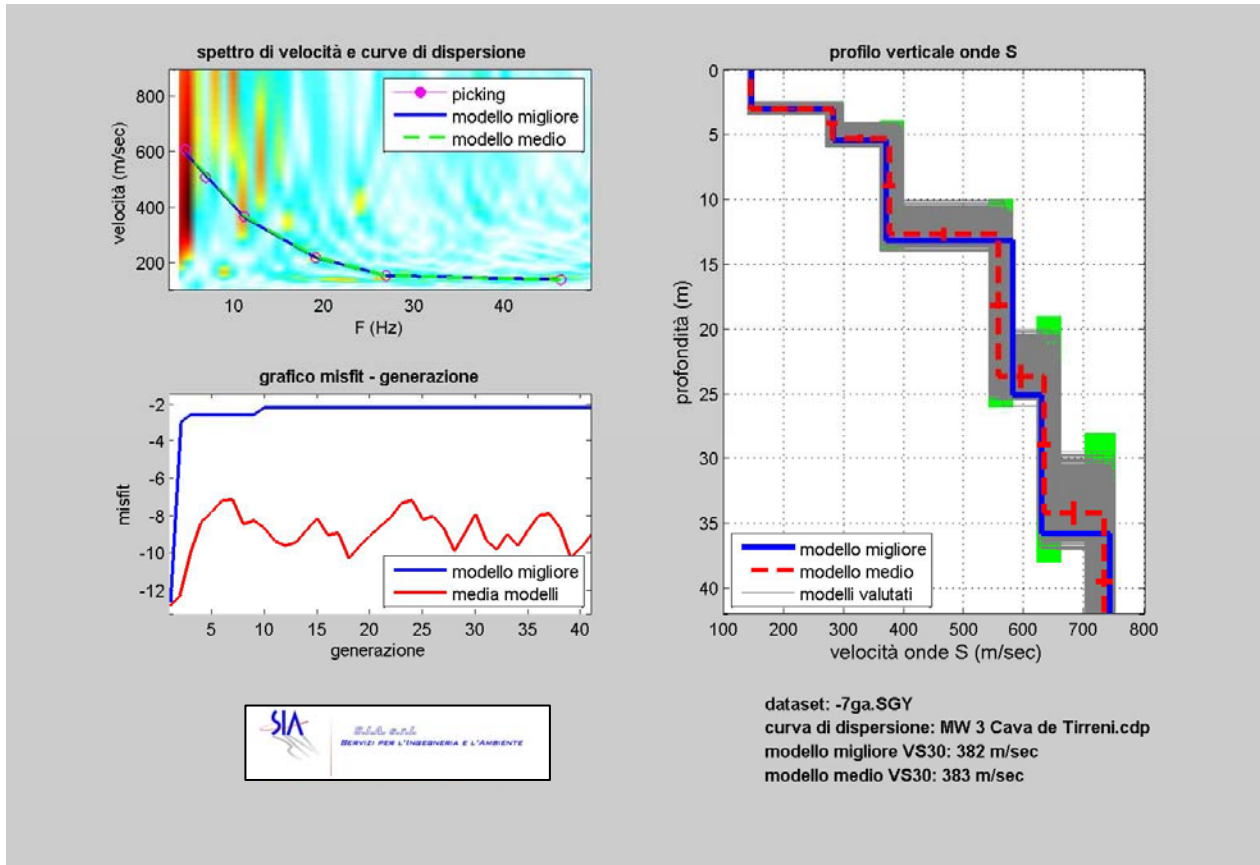 spettro di velocità e curve di dispersione
800
600
400
200
velocità (m/sec)
10
20
30
40
F (Hz)
picking
modello migliore
modello medio
grafico misfit - generazione
-2
-4
-6
-8
-10
-12
misfit
5
10
15
20
25
30
35
40
generazione
modello migliore
media modelli
SIA
S.I.A. s.r.l.
Servizi per l'Ingegneria e l'Ambiente
profilo verticale onde S
0
5
10
15
20
25
30
35
40
profondità (m)
100
200
300
400
500
600
700
800
velocità onde S (m/sec)
modello migliore
modello medio
modelli valutati
dataset: -7ga.SGY
curva di dispersione: MW 3 Cava de Tirreni.cdp
modello migliore VS30: 382 m/sec
modello medio VS30: 383 m/sec